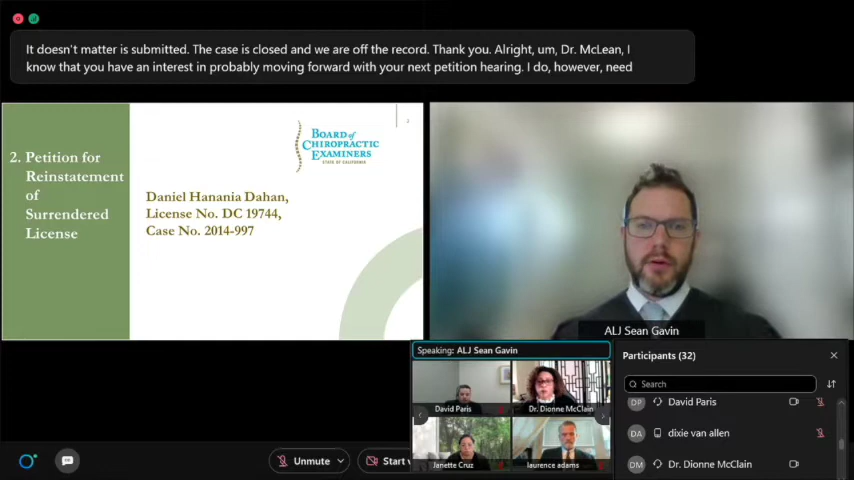 It doesn't matter is submitted. The case is closed and we are off the record. Thank you. Alright, um, Dr. McLean, I
know that you have an interest in probably moving forward with your next petition hearing. I do, however, need
2. Petition for
Reinstatement
of
Surrendered
License
2
BOARD of
CHIROPRACTIC
EXAMINERS
STATE OF CALIFORNIA
Daniel Hanania Dahan,
License No. DC 19744,
Case No. 2014-997
ALJ Sean Gavin
Speaking: ALJ Sean Gavin
David Paris
Dr. Dionne McClain
Janette Cruz
laurence adams
Participants (32)
Search
DP David Paris
DA dixie van allen
DM Dr. Dionne McClain
Unmute
Start v